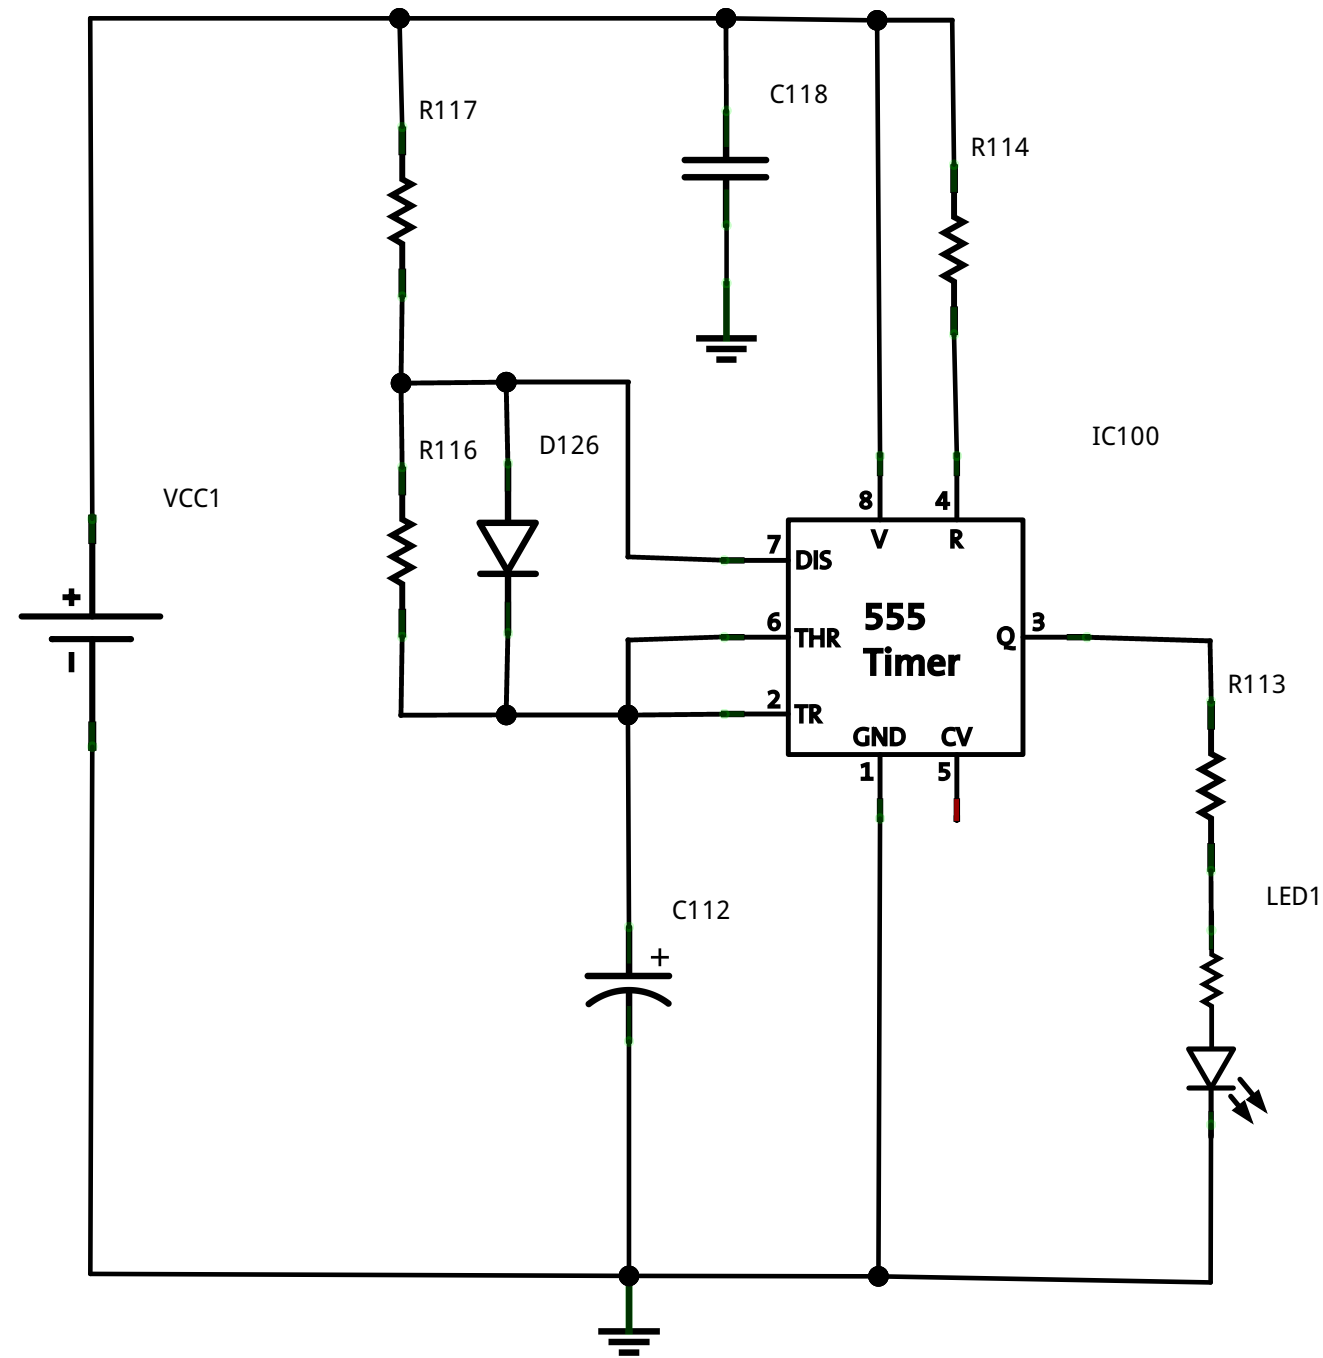 C118
R117
R114
IC100
R116
D126
VCC1
8
4
V
R
7
DIS
+
555
Timer
6
THR
Q
3
–
2
TR
R113
GND
CV
1
5
LED1
C112
+